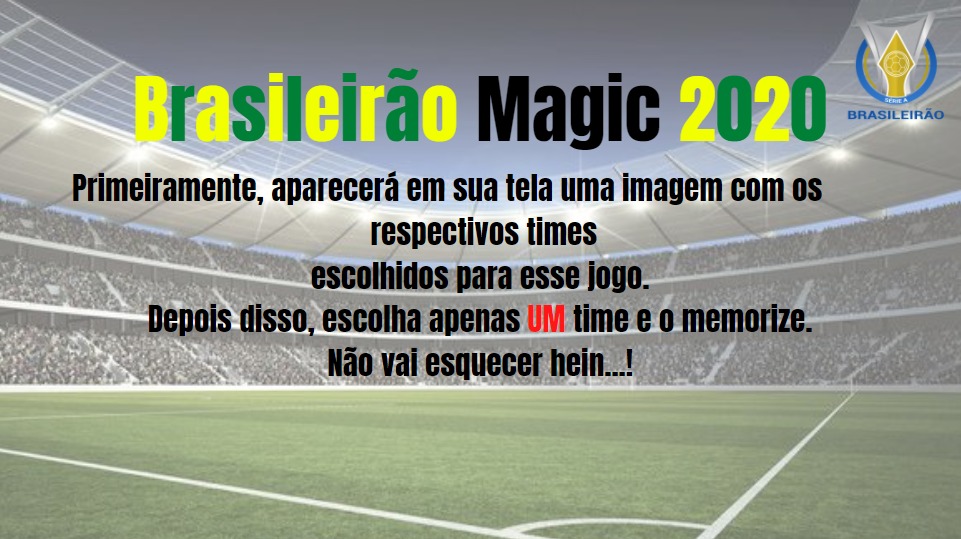 Brasileirão Magic 2020
SÉRIE A
BRASILEIRÃO
Primeiramente, aparecerá em sua tela uma imagem com os
respectivos times
escolhidos para esse jogo.
Depois disso, escolha apenas UM time e o memorize.
Não vai esquecer hein...!